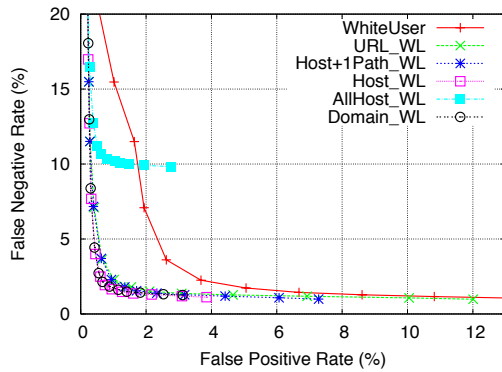 20
15
10
5
0
0
2
4
6
8
10
12
False Negative Rate (%)
False Positive Rate (%)
WhiteUser
URL_WL
Host+1Path_WL
Host_WL
AllHost_WL
Domain_WL